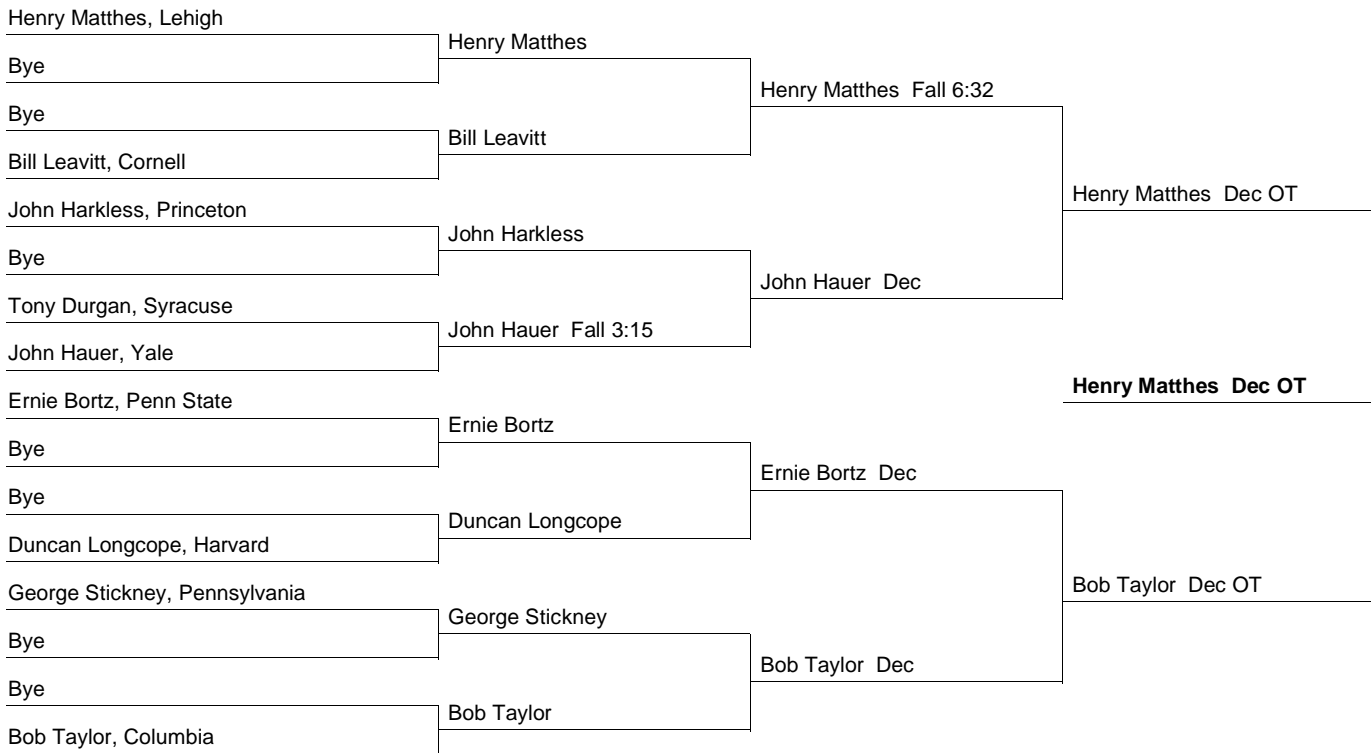 Henry Matthes, Lehigh
Bye
Bye
Bill Leavitt, Cornell
John Harkless, Princeton
Bye
Tony Durgan, Syracuse
John Hauer, Yale
Ernie Bortz, Penn State
Bye
Bye
Duncan Longcope, Harvard
George Stickney, Pennsylvania
Bye
Bye
Bob Taylor, Columbia
Henry Matthes
Bill Leavitt
John Harkless
John Hauer Fall 3:15
Ernie Bortz
Duncan Longcope
George Stickney
Bob Taylor
Henry Matthes Fall 6:32
John Hauer Dec
Ernie Bortz Dec
Bob Taylor Dec
Henry Matthes Dec OT
Bob Taylor Dec OT
Henry Matthes Dec OT